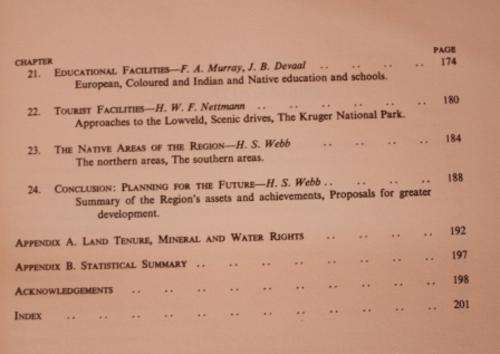 CHAPTER PAGE
21. EDUCATIONAL FACILITIES—F. A. Murray, J. B. Devaal .. .. .. .. 174
European, Coloured and Indian and Native education and schools.
22. TOURIST FACILITIES—H. W. F. Nettmann .. .. .. .. .. .. 180
Approaches to the Lowveld, Scenic drives, The Kruger National Park.
23. THE NATIVE AREAS OF THE REGION—H. S. Webb .. .. .. .. .. 184
The northern areas, The southern areas.
24. CONCLUSION: PLANNING FOR THE FUTURE—H. S. Webb .. .. .. .. 188
Summary of the Region's assets and achievements, Proposals for greater
development.
APPENDIX A. LAND TENURE, MINERAL AND WATER RIGHTS .. .. .. .. 192
APPENDIX B. STATISTICAL SUMMARY .. .. .. .. .. .. .. .. 197
ACKNOWLEDGEMENTS .. .. .. .. .. .. .. .. .. 198
INDEX .. .. .. .. .. .. .. .. .. .. .. 201